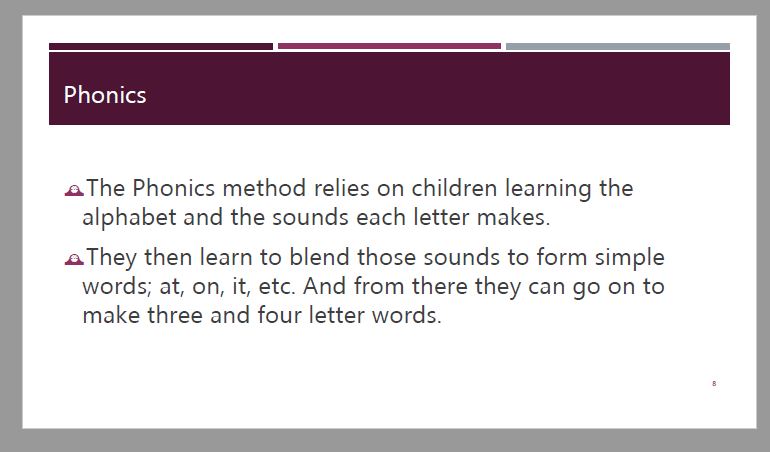 Phonics
The Phonics method relies on children learning the
alphabet and the sounds each letter makes.
They then learn to blend those sounds to form simple
words; at, on, it, etc. And from there they can go on to
make three and four letter words.
8